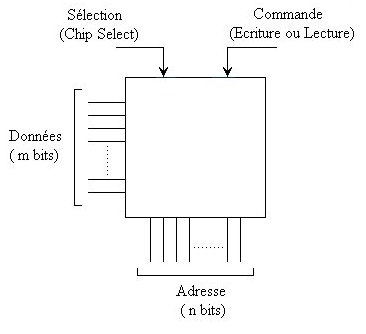 Sélection
(Chip Select)
Commande
(Ecriture ou Lecture)
Données
( m bits)
Adresse
( n bits)